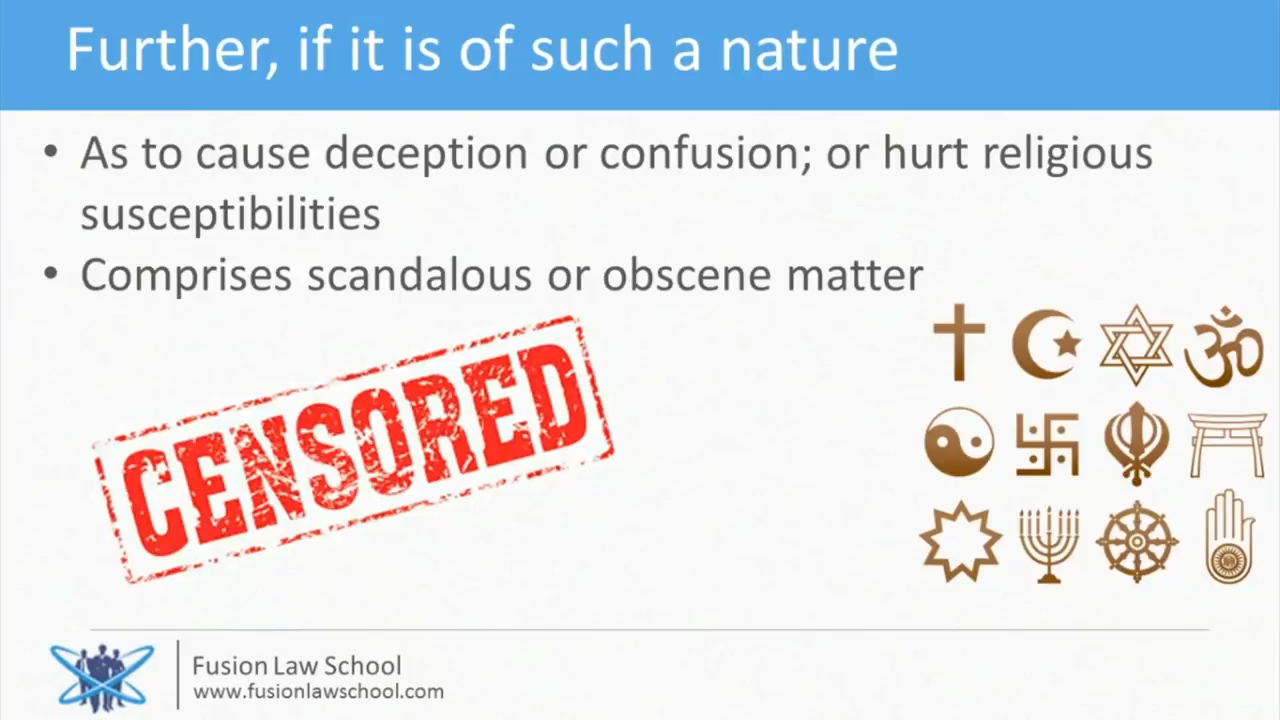 Further, if it is of such a nature
• As to cause deception or confusion; or hurt religious
susceptibilities
• Comprises scandalous or obscene matter
CENSORED
Fusion Law School
www.fusionlawschool.com